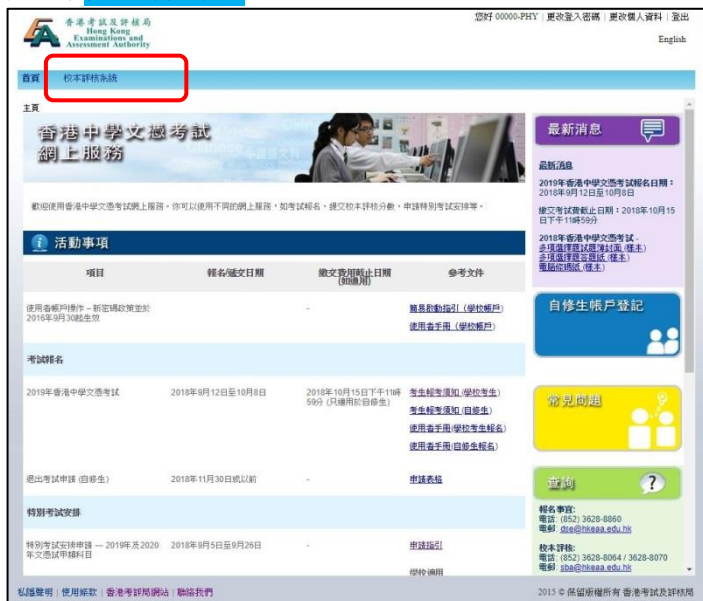 香港考試及評核局
Hong Kong
Examinations and
Assessment Authority
您好 00000-PHY | 更改登入密碼 | 更改個人資料 | 登出
English
首頁 校本評核系統
主頁
香港中學文憑考試
網上服務
歡迎使用香港中學文憑考試網上服務。你可以使用不同的網上服務，如考試報名、提交校本評核分數、申請特別考試安排等。
活動事項
項目 報名/遞交日期 繳交費用截止日期
(如適用) 參考文件
使用者帳戶操作 – 新密碼政策並於
2016年9月30起生效 - 簡易啟動指引（學校帳戶）
使用者手冊（學校帳戶）
考試報名
2019年香港中學文憑考試 2018年9月12日至10月8日 2018年10月15日下午11時
59分 (只適用於自修生) 考生報考須知 (學校考生)
考生報考須知 (自修生)
使用者手冊(學校考生報名)
使用者手冊(自修生報名)
退出考試申請 (自修生) 2018年11月30日或以前 - 申請表格
特別考試安排
特別考試安排申請 — 2019年及2020
年文憑試甲類科目 2018年9月5日至9月26日 - 申請指引
學校適用
最新消息
最新消息
2019年香港中學文憑考試報名日期：
2018年9月12日至10月8日
繳交考試費截止日期：2018年10月15
日下午11時59分
2019年香港中學文憑考試 -
多項選擇題試題簿封面 (樣本)
多項選擇題答題紙 (樣本)
電腦條碼紙 (樣本)
自修生帳戶登記
常見問題
查詢
報名事宜:
電話: (852) 3628-8860
電郵: dse@hkeaa.edu.hk
校本評核:
電話: (852) 3628-8064 / 3628-8070
電郵: sba@hkeaa.edu.hk
私隱聲明 | 使用條款 | 香港考評局網站 | 聯絡我們
2015 © 保留版權所有 香港考試及評核局